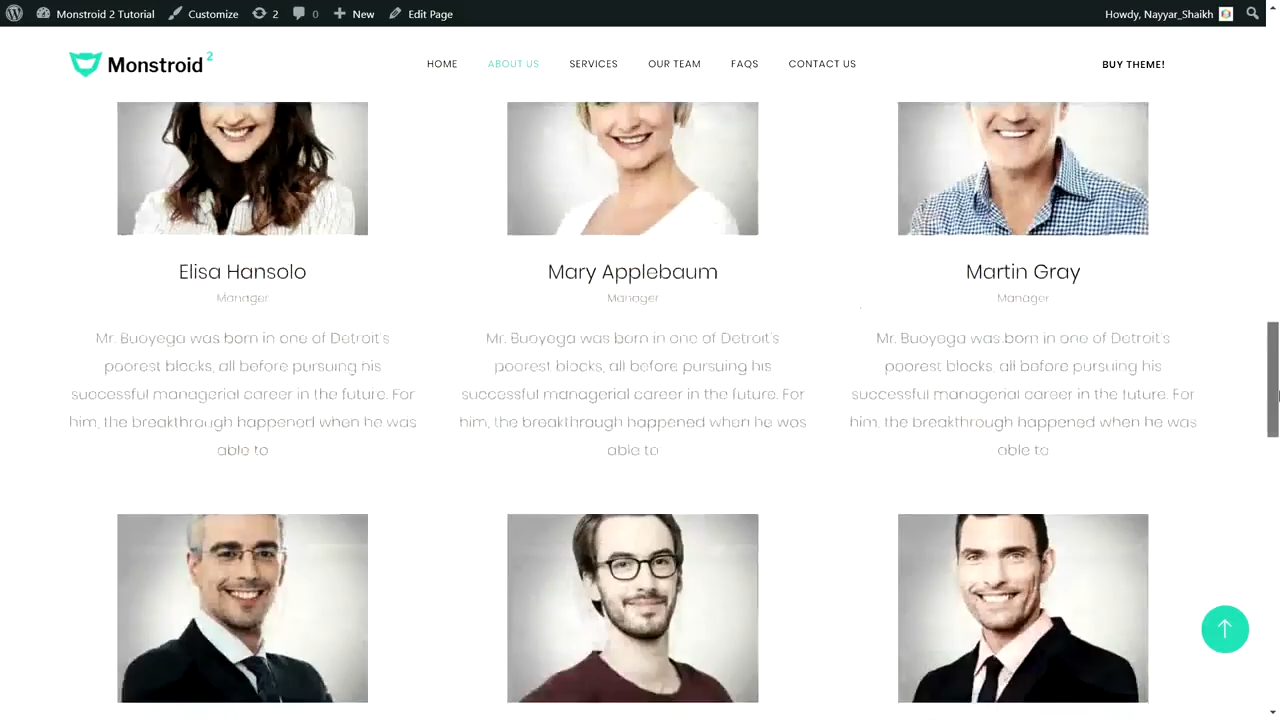 Monstroid 2 Tutorial Customize 2 0 New Edit Page Howdy, Nayyar_Shaikh
Monstroid 2 HOME ABOUT US SERVICES OUR TEAM FAQS CONTACT US BUY THEME!
Elisa Hansolo
Manager
Mr. Buoyega was born in one of Detroit's
poorest blocks, all before pursuing his
successful managerial career in the future. For
him, the breakthrough happened when he was
able to
Mary Applebaum
Manager
Mr. Buoyega was born in one of Detroit's
poorest blocks, all before pursuing his
successful managerial career in the future. For
him, the breakthrough happened when he was
able to
Martin Gray
Manager
Mr. Buoyega was born in one of Detroit's
poorest blocks, all before pursuing his
successful managerial career in the future. For
him, the breakthrough happened when he was
able to